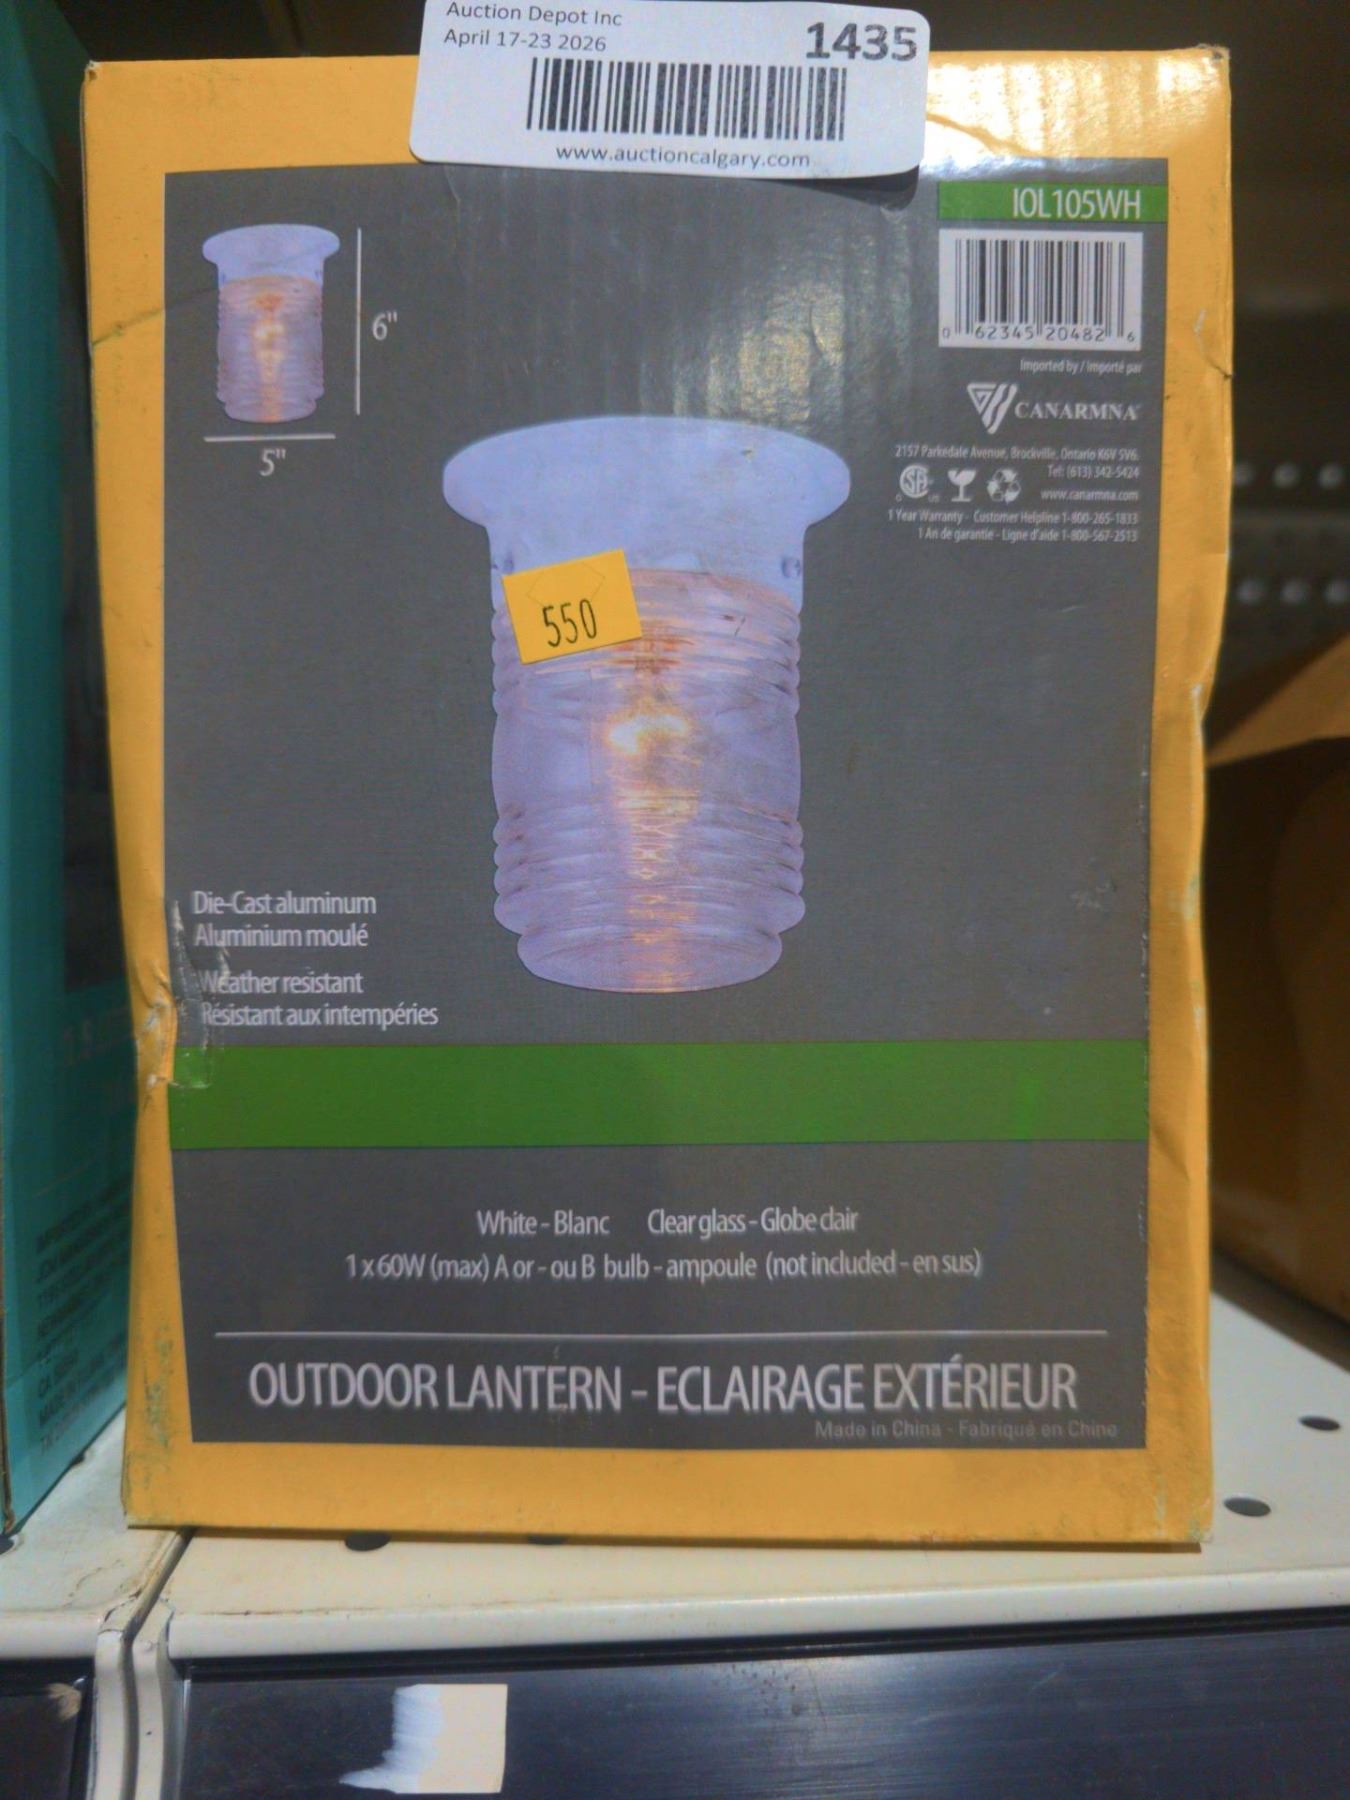 Auction Depot Inc
April 17-23 2026
1435
www.auctioncalgary.com
IOL105WH
0 62345 20482 6
Imported by / Importé par
CANARMNA
2157 Parkedale Avenue, Brockville, Ontario K6V 5V6.
Tel: (613) 342-5424
www.canarmna.com
1 Year Warranty - Customer Helpline 1-800-265-1833
1 An de garantie - Ligne d'aide 1-800-567-2513
6"
5"
550
Die-Cast aluminum
Aluminium moulé
Weather resistant
Résistant aux intempéries
White - Blanc Clear glass - Globe clair
1 x 60W (max) A or - ou B bulb - ampoule (not included - en sus)
OUTDOOR LANTERN - ECLAIRAGE EXTÉRIEUR
Made in China - Fabriqué en Chine